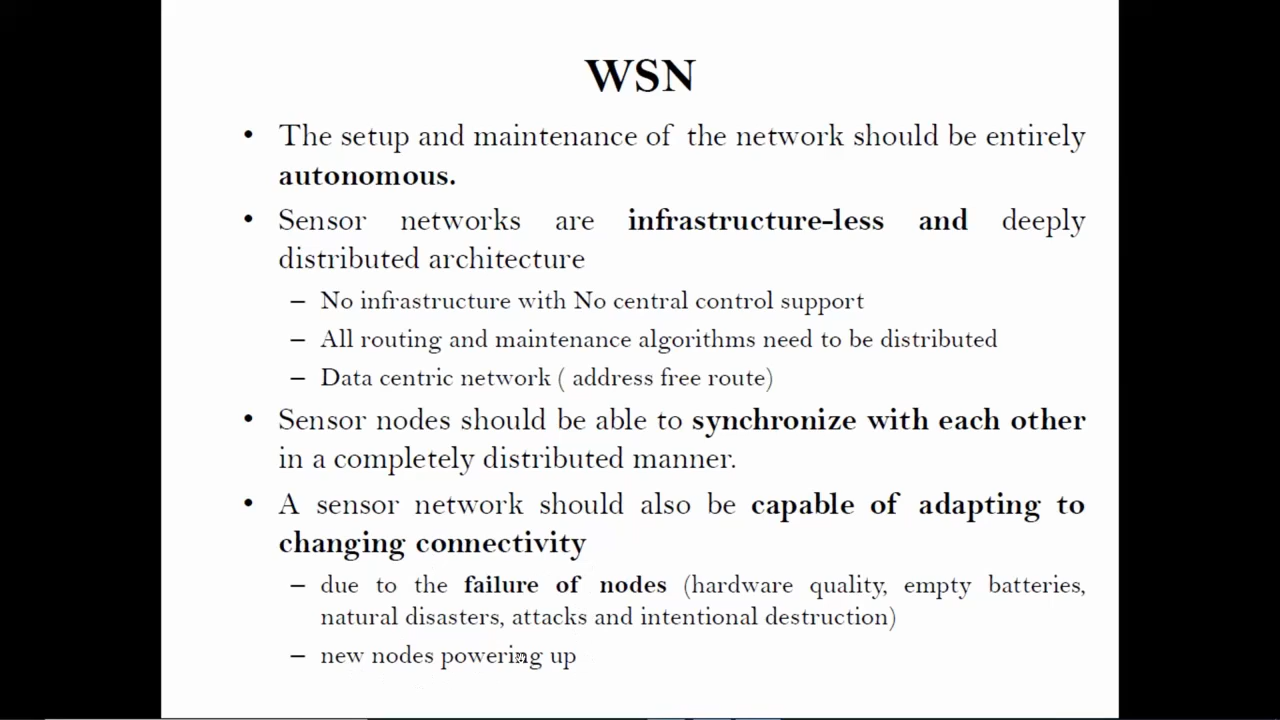 WSN
• The setup and maintenance of the network should be entirely
autonomous.
• Sensor networks are infrastructure-less and deeply
distributed architecture
– No infrastructure with No central control support
– All routing and maintenance algorithms need to be distributed
– Data centric network ( address free route)
• Sensor nodes should be able to synchronize with each other
in a completely distributed manner.
• A sensor network should also be capable of adapting to
changing connectivity
– due to the failure of nodes (hardware quality, empty batteries,
natural disasters, attacks and intentional destruction)
– new nodes powering up